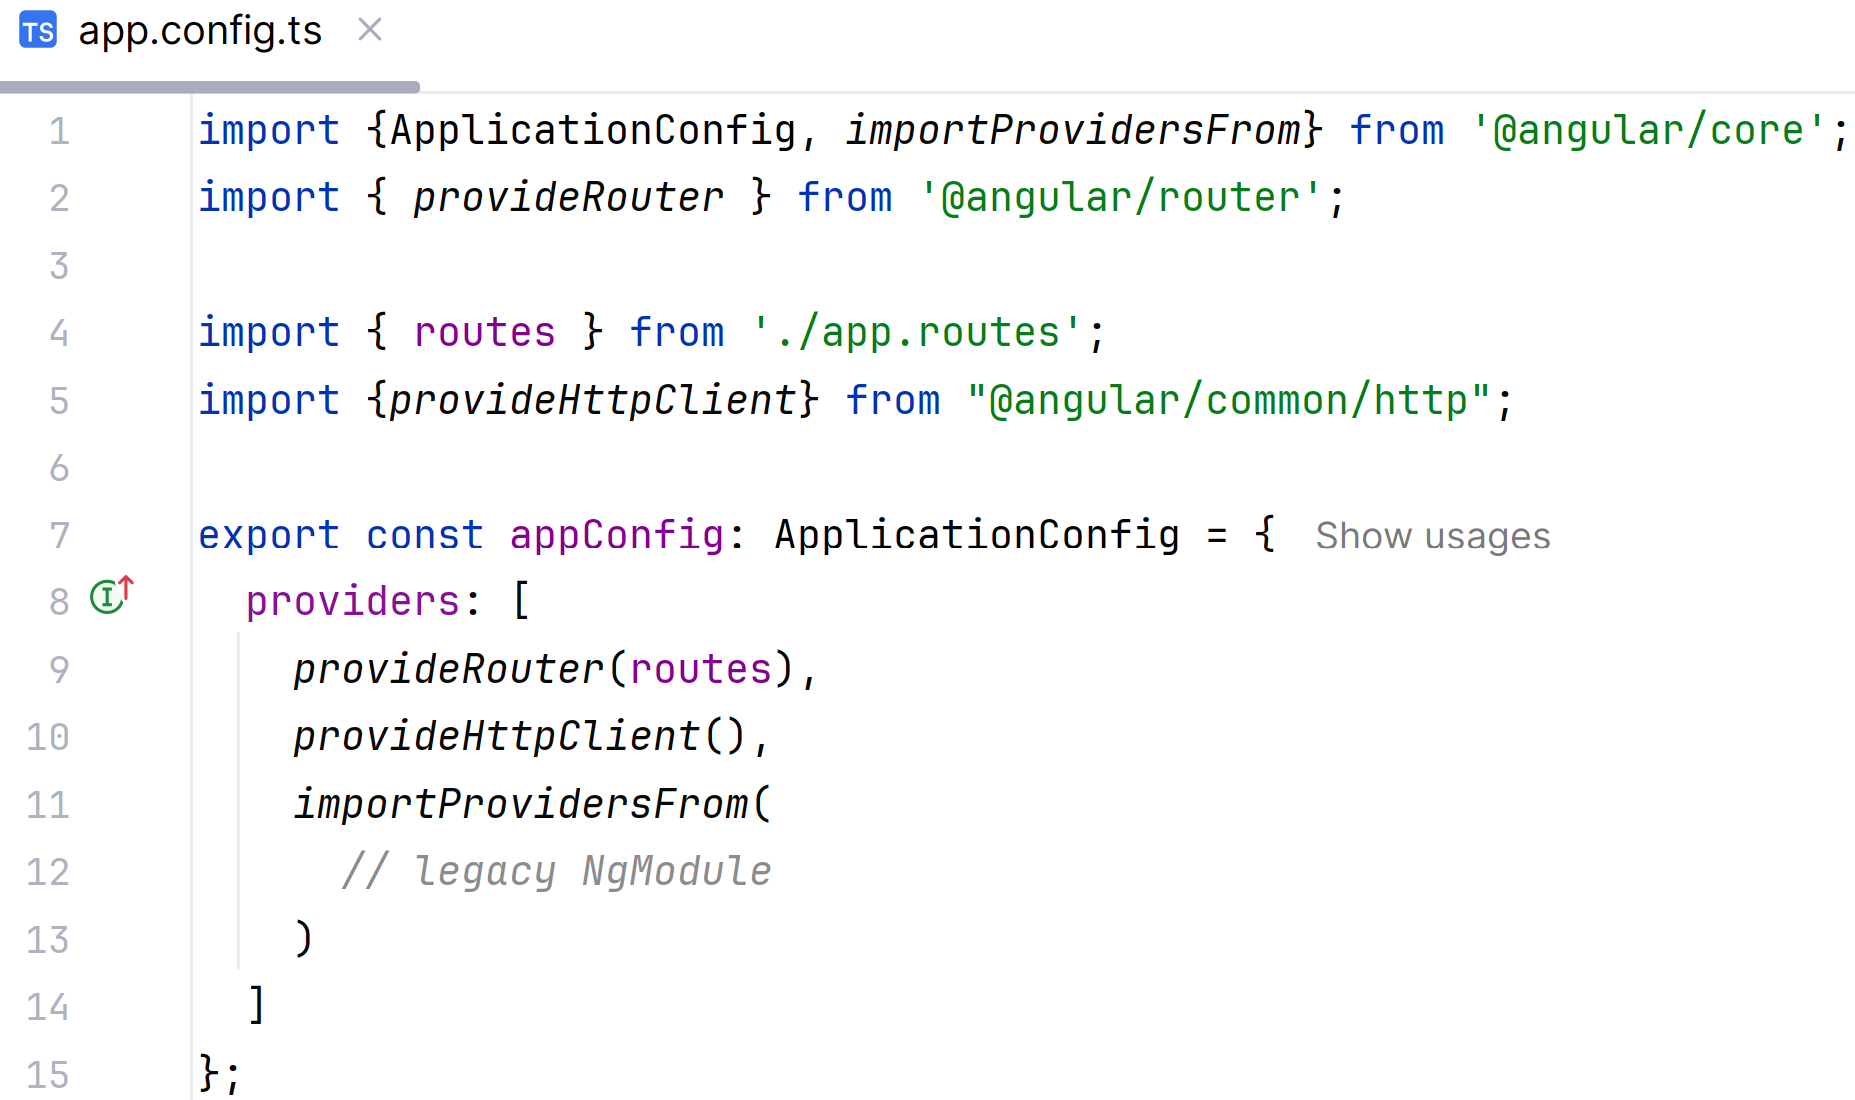 TS app.config.ts
1 import {ApplicationConfig, importProvidersFrom} from '@angular/core';
2 import { provideRouter } from '@angular/router';
3
4 import { routes } from './app.routes';
5 import {provideHttpClient} from "@angular/common/http";
6
7 export const appConfig: ApplicationConfig = { Show usages
8 I providers: [
9 provideRouter(routes),
10 provideHttpClient(),
11 importProvidersFrom(
12 // legacy NgModule
13 )
14 ]
15 };